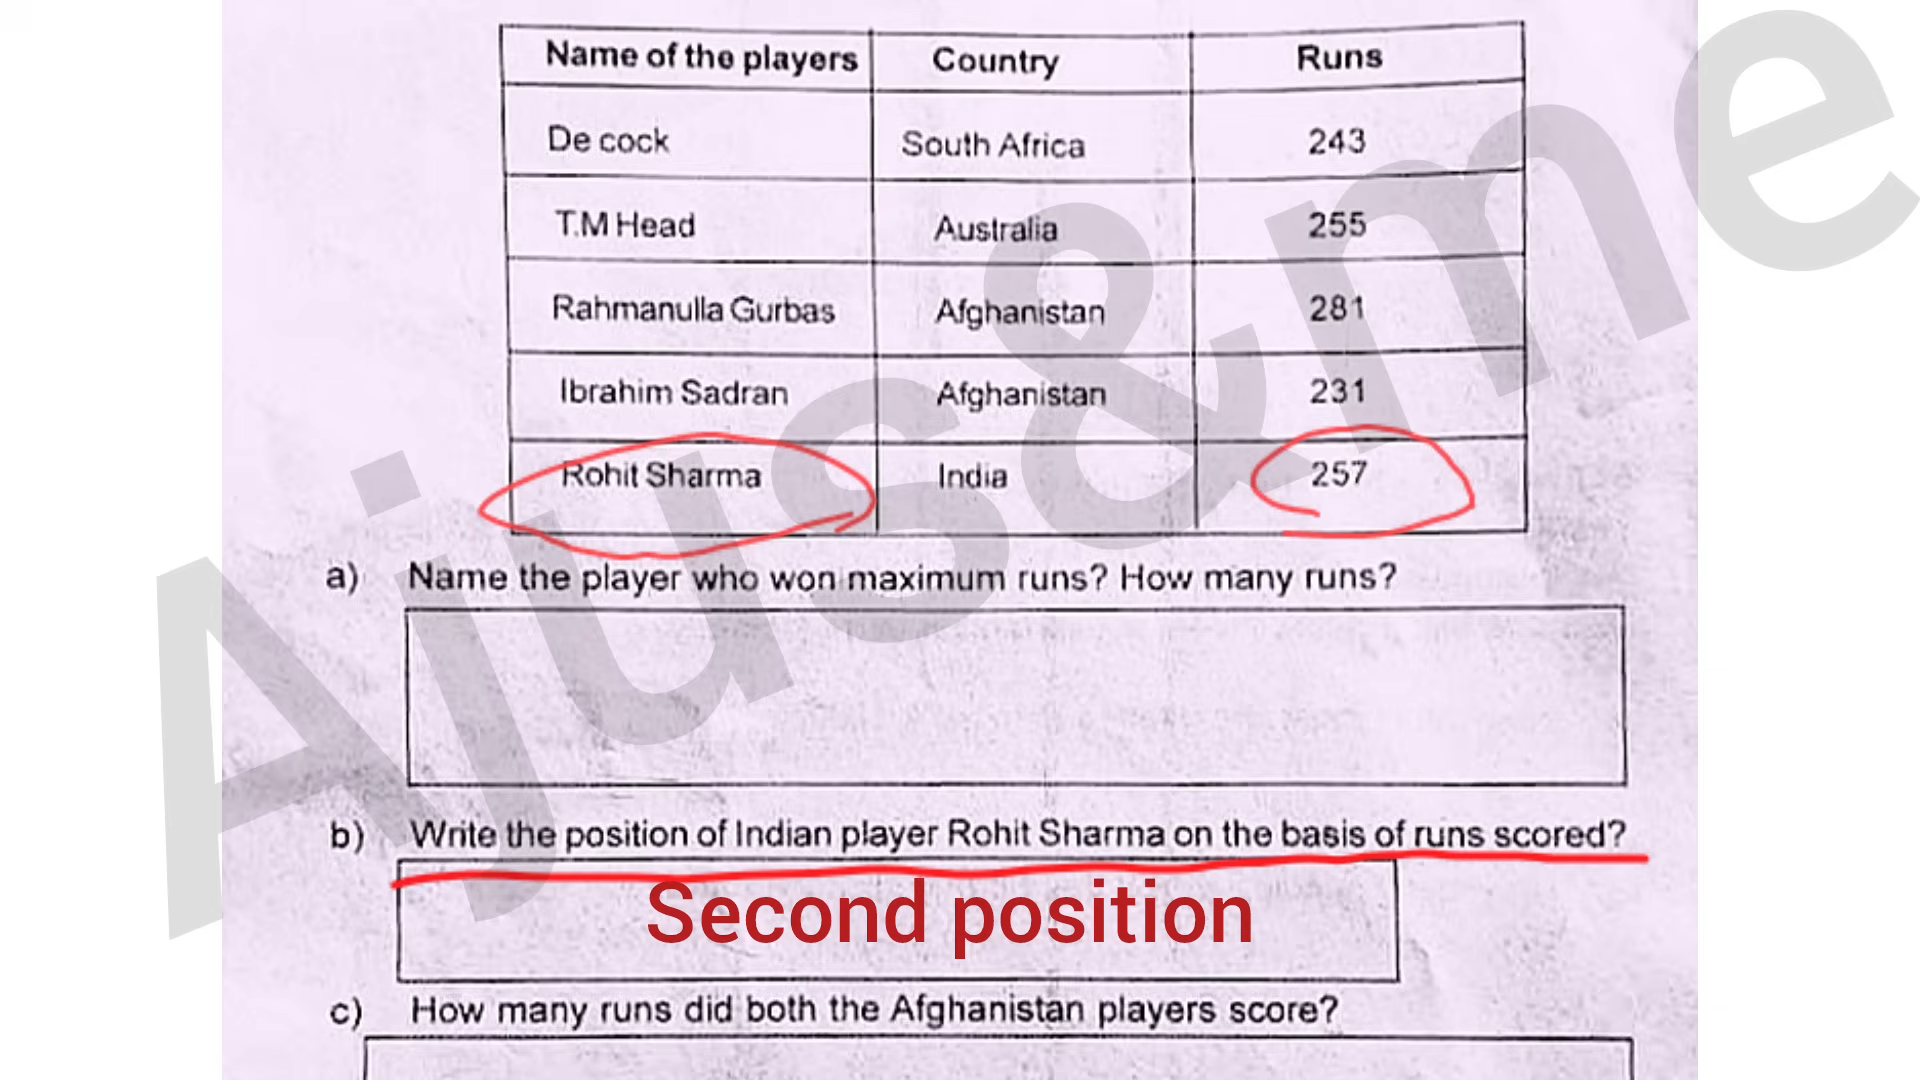 Name of the players Country Runs
De cock South Africa 243
T.M Head Australia 255
Rahmanulla Gurbas Afghanistan 281
Ibrahim Sadran Afghanistan 231
Rohit Sharma India 257
a) Name the player who won maximum runs? How many runs?
b) Write the position of Indian player Rohit Sharma on the basis of runs scored?
Second position
c) How many runs did both the Afghanistan players score?
Ajus&me